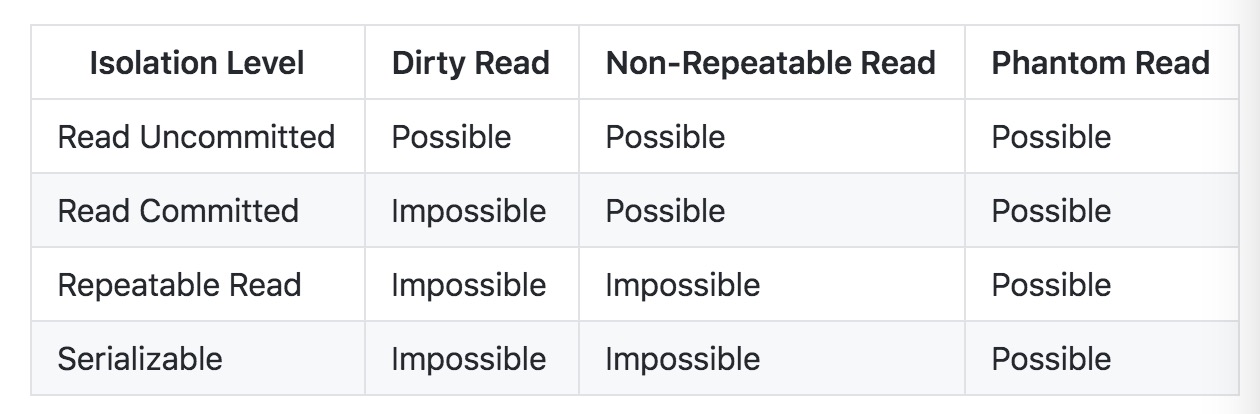 Isolation Level Dirty Read Non-Repeatable Read Phantom Read
Read Uncommitted Possible Possible Possible
Read Committed Impossible Possible Possible
Repeatable Read Impossible Impossible Possible
Serializable Impossible Impossible Possible